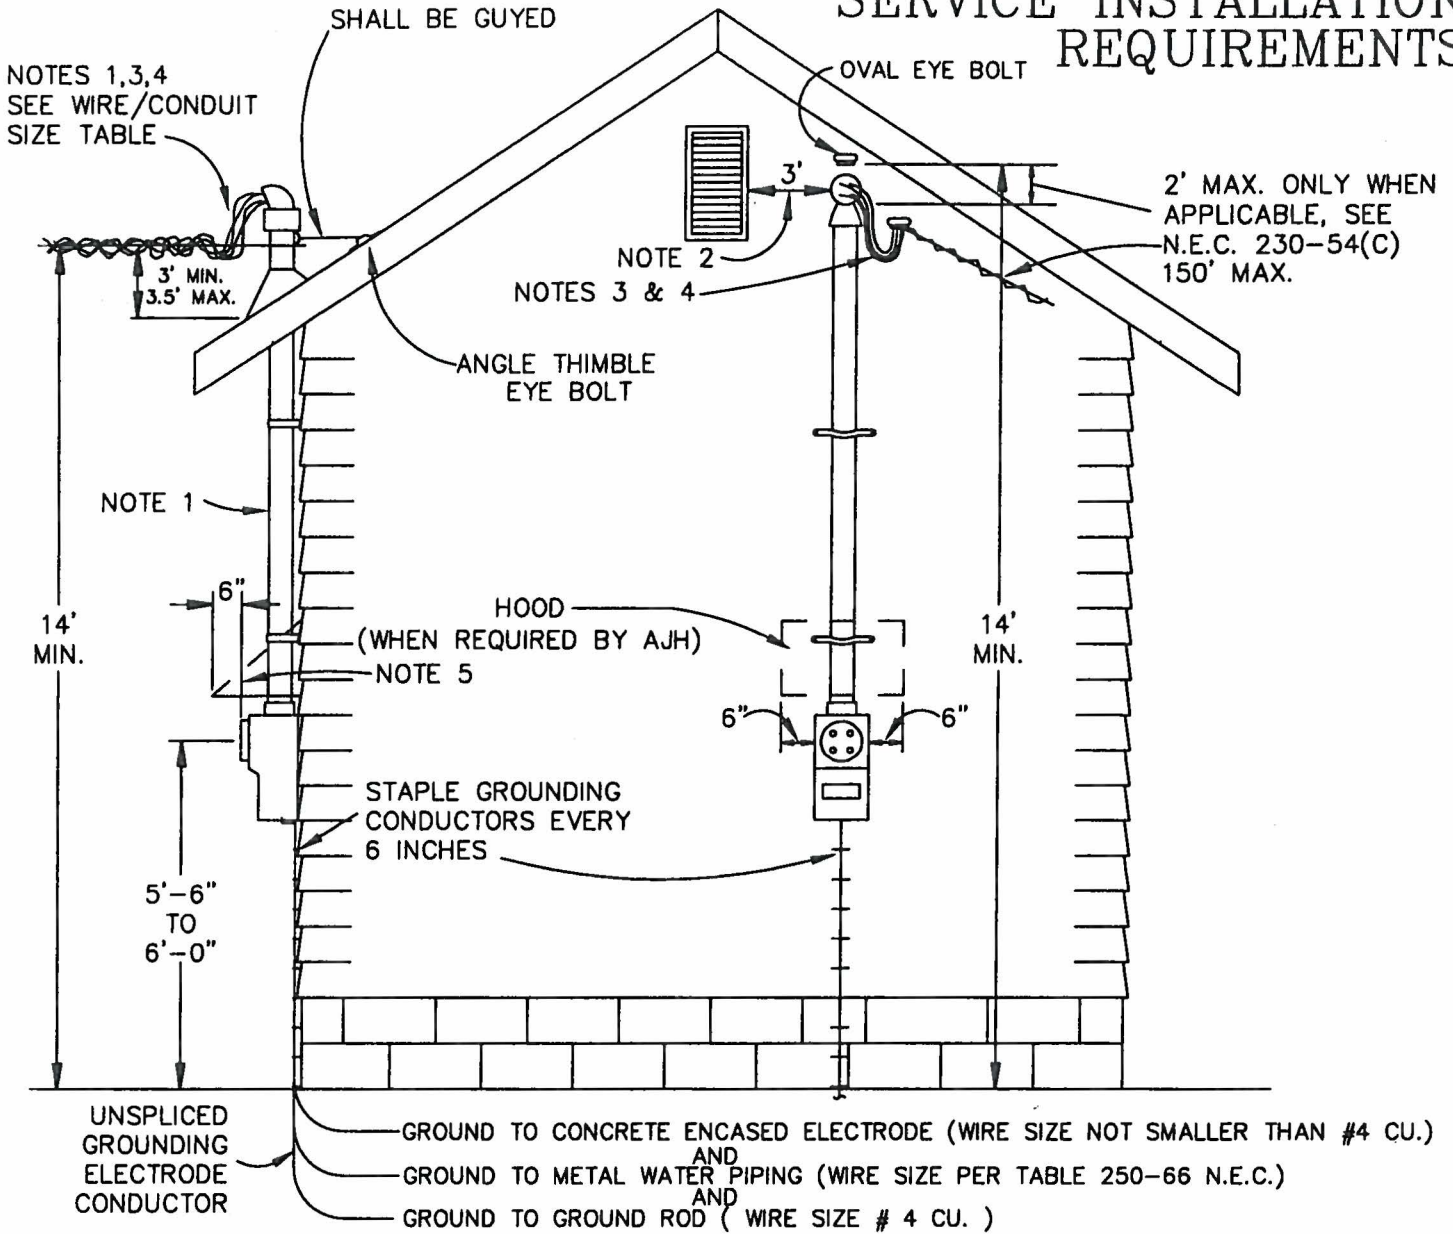 SERVICE INSTALLATION
REQUIREMENTS
SHALL BE GUYED
NOTES 1,3,4
SEE WIRE/CONDUIT
SIZE TABLE
OVAL EYE BOLT
3'
2' MAX. ONLY WHEN
APPLICABLE, SEE
N.E.C. 230-54(C)
150' MAX.
NOTE 2
NOTES 3 & 4
3' MIN.
3.5' MAX.
ANGLE THIMBLE
EYE BOLT
NOTE 1
6"
14'
MIN.
HOOD
(WHEN REQUIRED BY AJH)
NOTE 5
14'
MIN.
6"
6"
STAPLE GROUNDING
CONDUCTORS EVERY
6 INCHES
5'-6"
TO
6'-0"
UNSPLICED
GROUNDING
ELECTRODE
CONDUCTOR
GROUND TO CONCRETE ENCASED ELECTRODE (WIRE SIZE NOT SMALLER THAN #4 CU.)
AND
GROUND TO METAL WATER PIPING (WIRE SIZE PER TABLE 250-66 N.E.C.)
AND
GROUND TO GROUND ROD ( WIRE SIZE # 4 CU. )